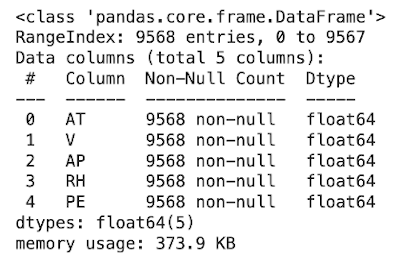 <class 'pandas.core.frame.DataFrame'>
RangeIndex: 9568 entries, 0 to 9567
Data columns (total 5 columns):
 #   Column  Non-Null Count  Dtype
---  ------  --------------  -----
 0   AT      9568 non-null   float64
 1   V       9568 non-null   float64
 2   AP      9568 non-null   float64
 3   RH      9568 non-null   float64
 4   PE      9568 non-null   float64
dtypes: float64(5)
memory usage: 373.9 KB